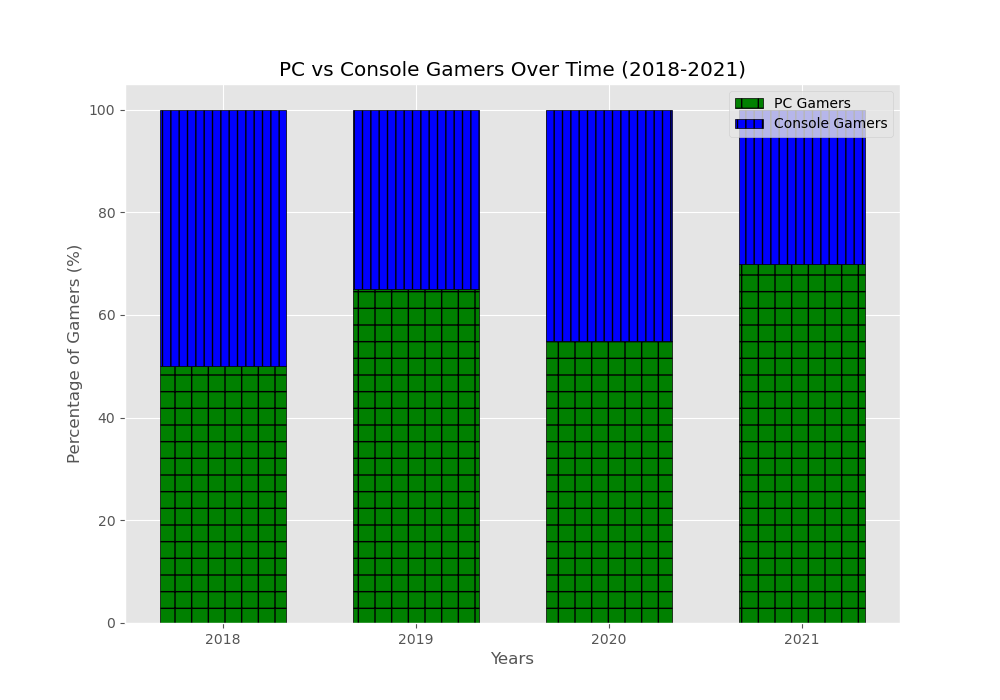 PC vs Console Gamers Over Time (2018-2021)
PC Gamers
Console Gamers
Percentage of Gamers (%)
100
80
60
40
20
0
2018
2019
2020
2021
Years